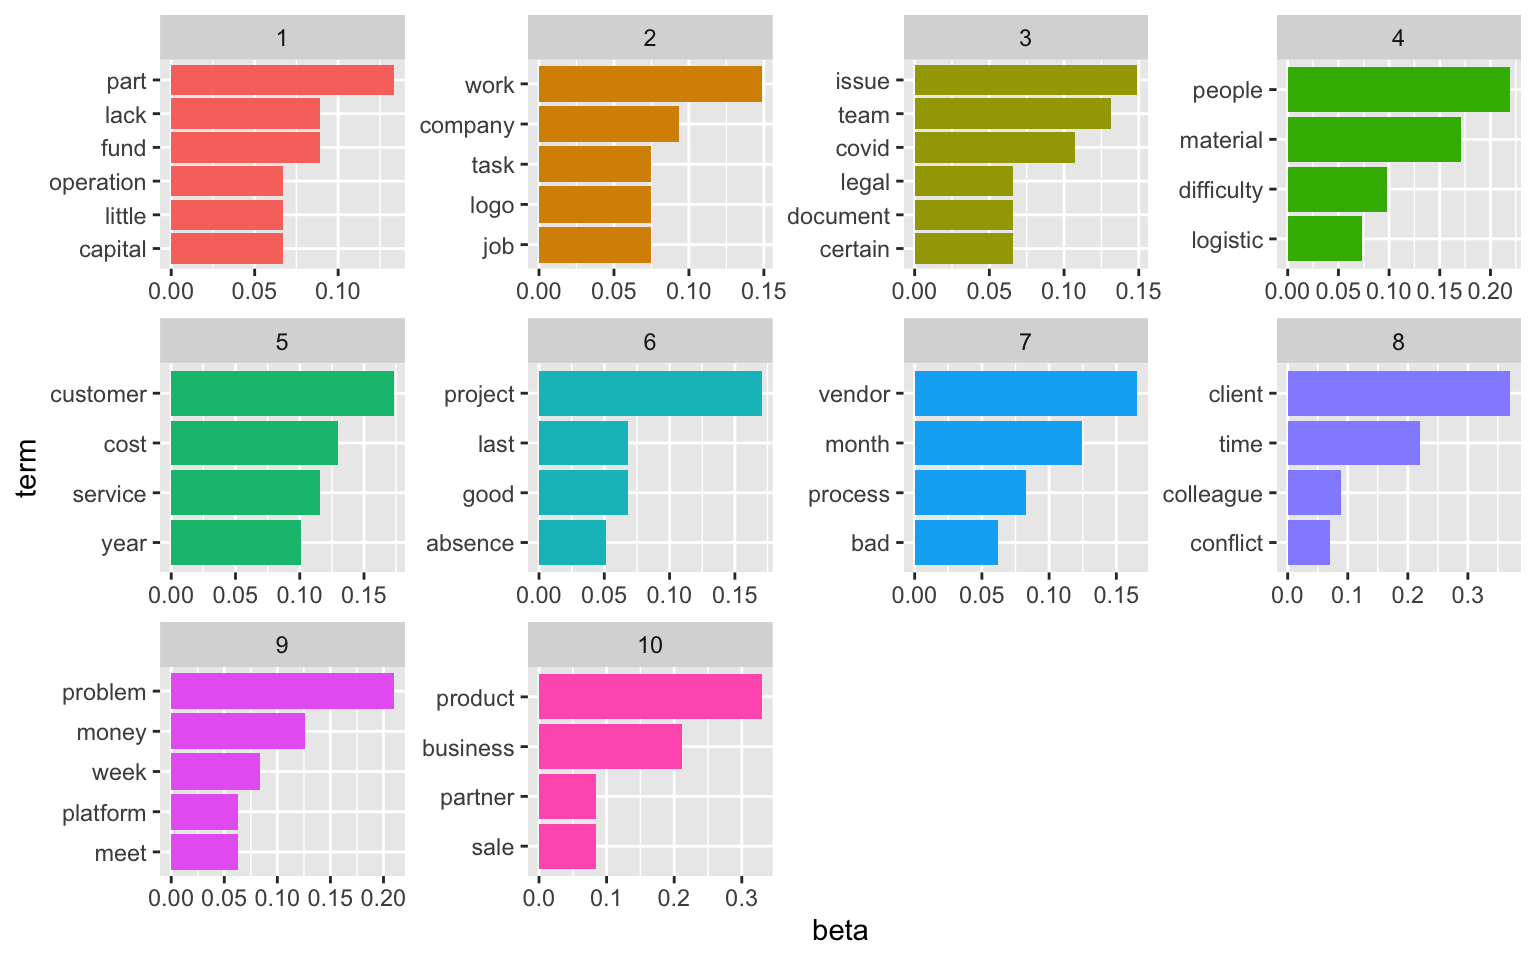 1
part
lack
fund
operation
little
capital
0.00 0.05 0.10
2
work
company
task
logo
job
0.00 0.05 0.10 0.15
3
issue
team
covid
legal
document
certain
0.00 0.05 0.10 0.15
4
people
material
difficulty
logistic
0.00 0.05 0.10 0.15 0.20
5
customer
cost
service
year
0.00 0.05 0.10 0.15
6
project
last
good
absence
0.00 0.05 0.10 0.15
7
vendor
month
process
bad
0.00 0.05 0.10 0.15
8
client
time
colleague
conflict
0.0 0.1 0.2 0.3
9
problem
money
week
platform
meet
0.00 0.05 0.10 0.15 0.20
10
product
business
partner
sale
0.0 0.1 0.2 0.3
term
beta